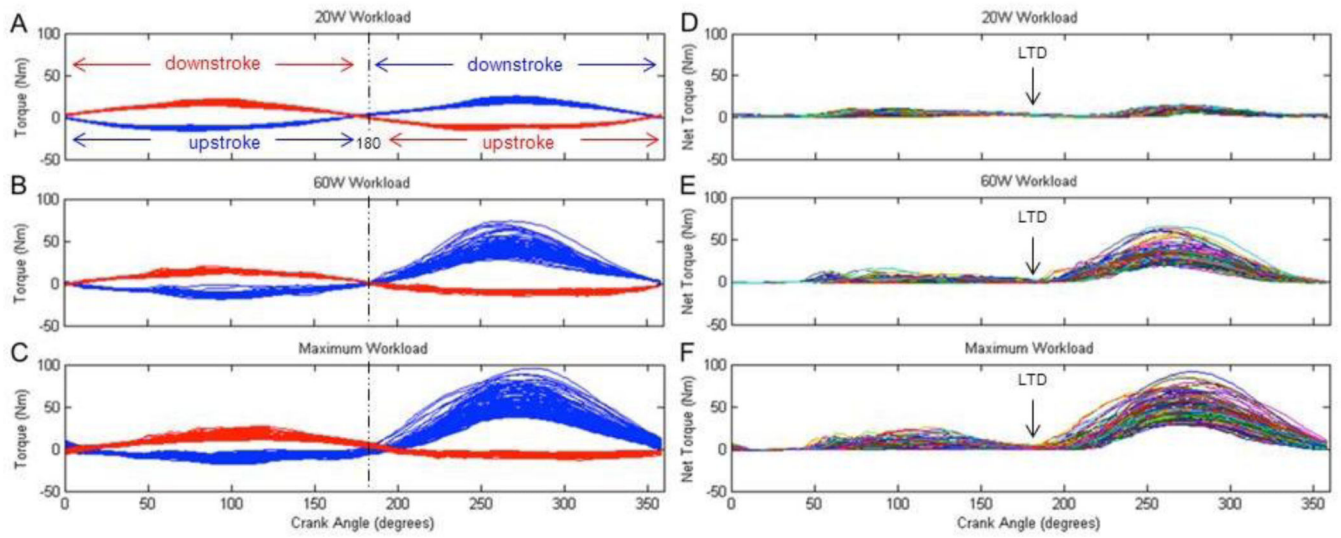 A
20W Workload
100
50
0
-50
Torque (Nm)
downstroke
downstroke
upstroke
180
upstroke
B
60W Workload
100
50
0
-50
Torque (Nm)
C
Maximum Workload
100
50
0
-50
Torque (Nm)
0 50 100 150 200 250 300 350
Crank Angle (degrees)
D
20W Workload
100
50
0
-50
Net Torque (Nm)
LTD
E
60W Workload
100
50
0
-50
Net Torque (Nm)
LTD
F
Maximum Workload
100
50
0
-50
Net Torque (Nm)
LTD
0 50 100 150 200 250 300 350
Crank Angle (degrees)